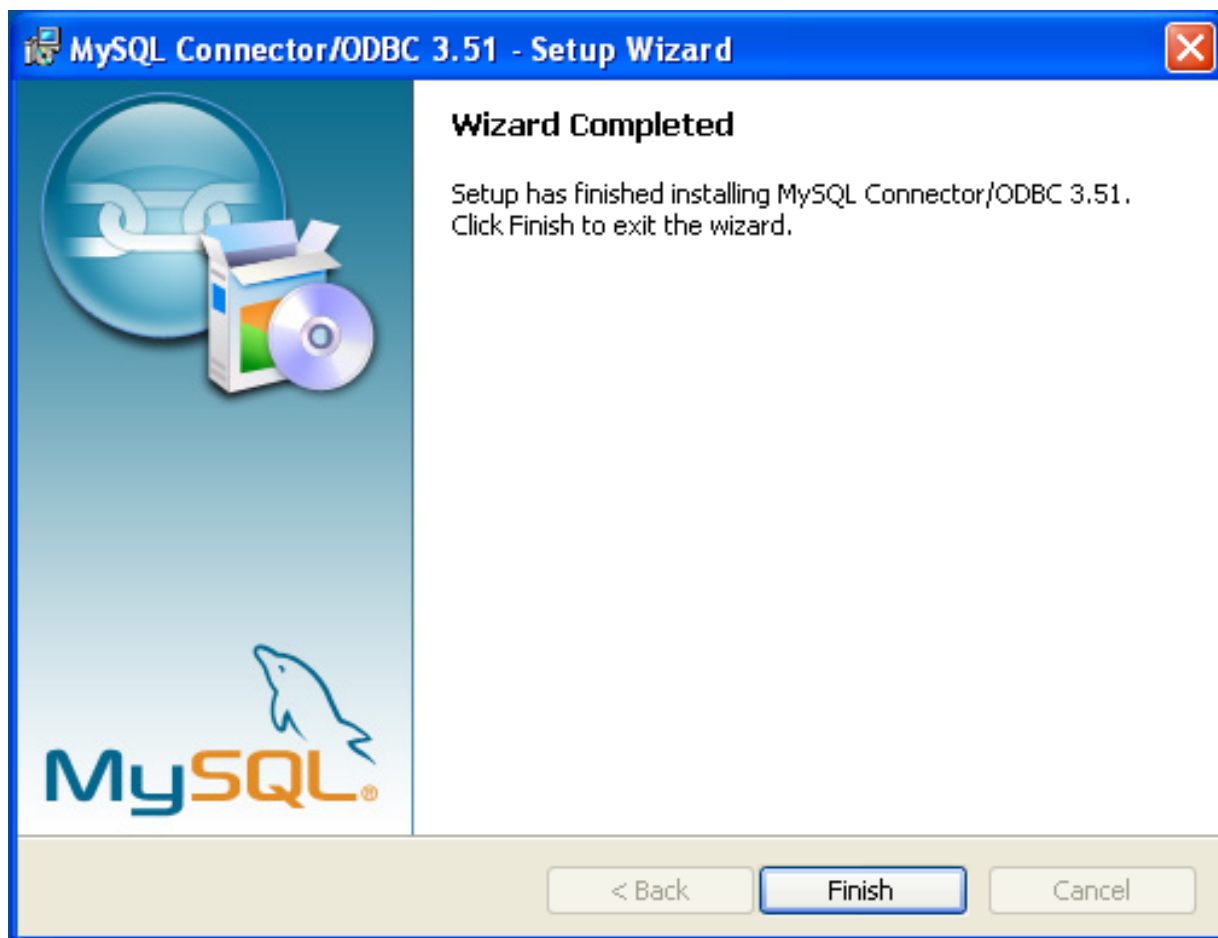 MySQL Connector/ODBC 3.51 - Setup Wizard
Wizard Completed
Setup has finished installing MySQL Connector/ODBC 3.51.
Click Finish to exit the wizard.
MySQL®
< Back
Finish
Cancel